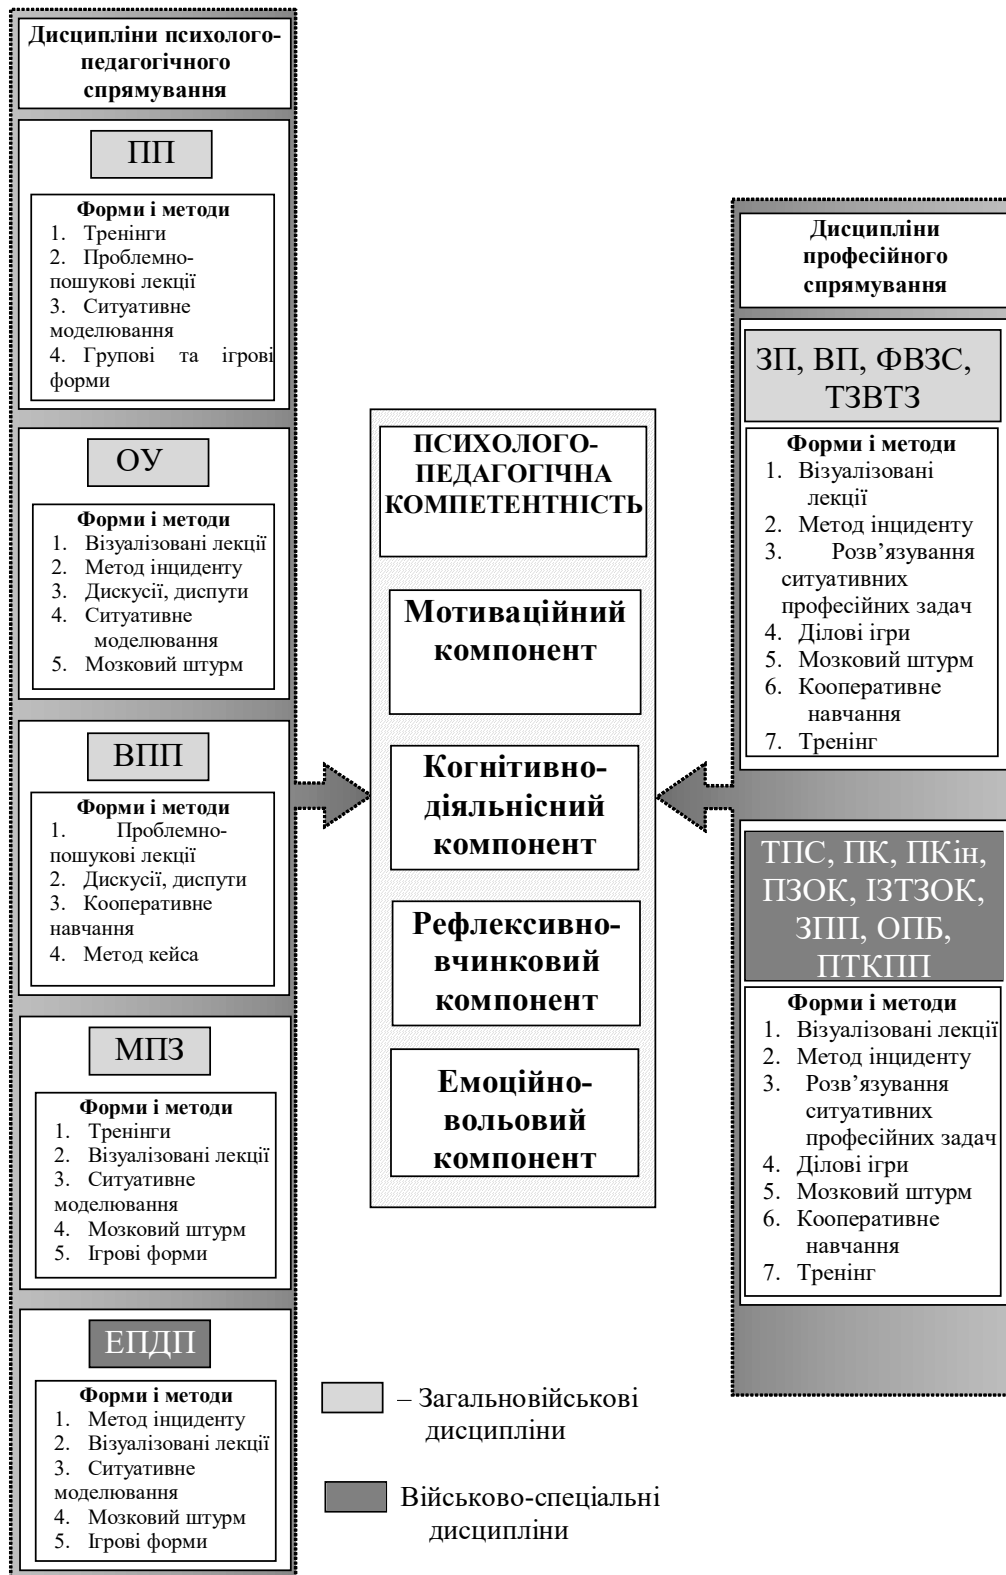 Дисципліни психолого-
педагогічного
спрямування
ПП
Форми і методи
1. Тренінги
2. Проблемно-
пошукові лекції
3. Ситуативне
моделювання
4. Групові та ігрові
форми
ОУ
Форми і методи
1. Візуалізовані лекції
2. Метод інциденту
3. Дискусії, диспути
4. Ситуативне
моделювання
5. Мозковий штурм
ВПП
Форми і методи
1. Проблемно-
пошукові лекції
2. Дискусії, диспути
3. Кооперативне
навчання
4. Метод кейса
МПЗ
Форми і методи
1. Тренінги
2. Візуалізовані лекції
3. Ситуативне
моделювання
4. Мозковий штурм
5. Ігрові форми
ЕПДП
Форми і методи
1. Метод інциденту
2. Візуалізовані лекції
3. Ситуативне
моделювання
4. Мозковий штурм
5. Ігрові форми
ПСИХОЛОГО-
ПЕДАГОГІЧНА
КОМПЕТЕНТНІСТЬ
Мотиваційний
компонент
Когнітивно-
діяльнісний
компонент
Рефлексивно-
вчинковий
компонент
Емоційно-
вольовий
компонент
– Загальновійськові
дисципліни
Військово-спеціальні
дисципліни
Дисципліни
професійного
спрямування
ЗП, ВП, ФВЗС,
ТЗВТЗ
Форми і методи
1. Візуалізовані
лекції
2. Метод інциденту
3. Розв’язування
ситуативних
професійних задач
4. Ділові ігри
5. Мозковий штурм
6. Кооперативне
навчання
7. Тренінг
ТПС, ПК, ПКін,
ПЗОК, ІЗТЗОК,
ЗПП, ОПБ,
ПТКПП
Форми і методи
1. Візуалізовані лекції
2. Метод інциденту
3. Розв’язування
ситуативних
професійних задач
4. Ділові ігри
5. Мозковий штурм
6. Кооперативне
навчання
7. Тренінг